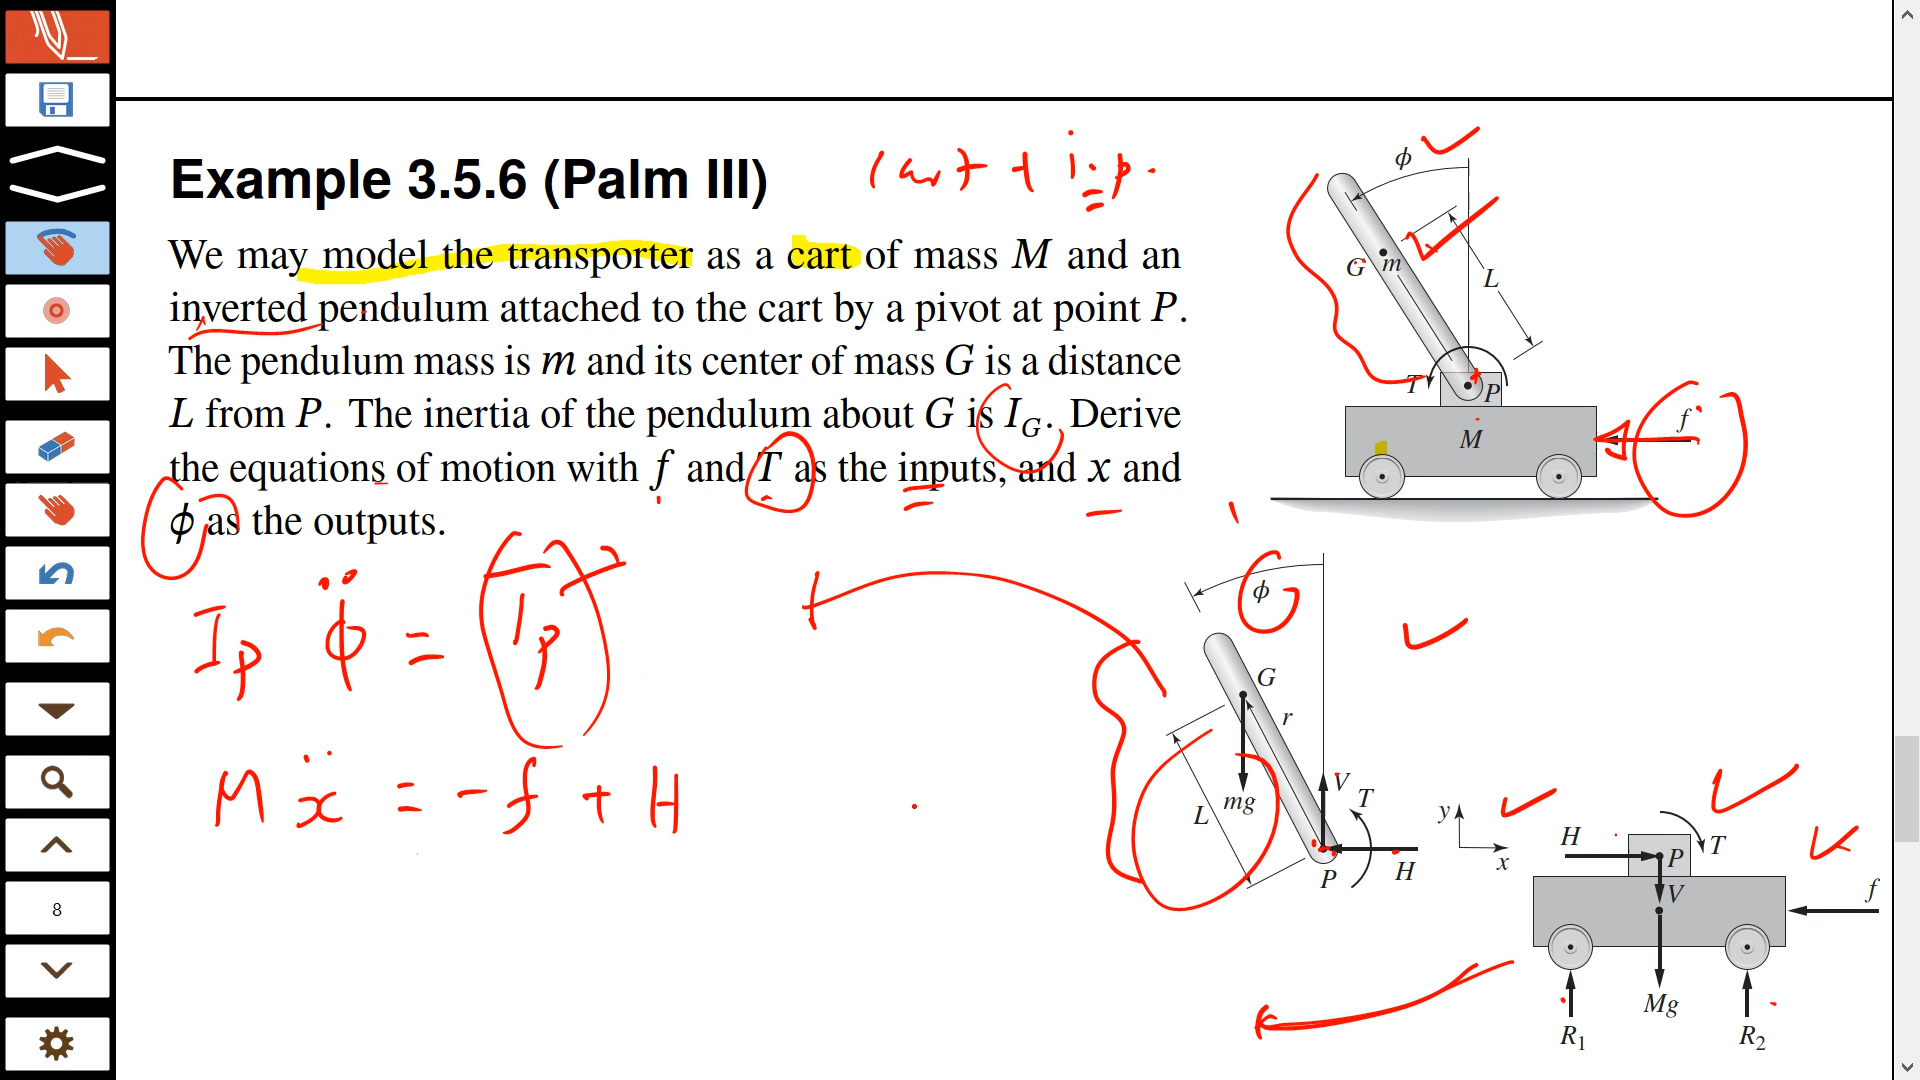 Example 3.5.6 (Palm III)
Cart + i.p.
We may model the transporter as a cart of mass M and an
inverted pendulum attached to the cart by a pivot at point P.
The pendulum mass is m and its center of mass G is a distance
L from P. The inertia of the pendulum about G is I_G. Derive
the equations of motion with f and T as the inputs, and x and
ϕ as the outputs.
I_P ϕ̈ =
M ẍ = -f + H
ϕ
G m
L
T
P
M
f
ϕ
G
r
V
T
mg
L
P
H
y
x
H
P
T
V
f
Mg
R1
R2
8